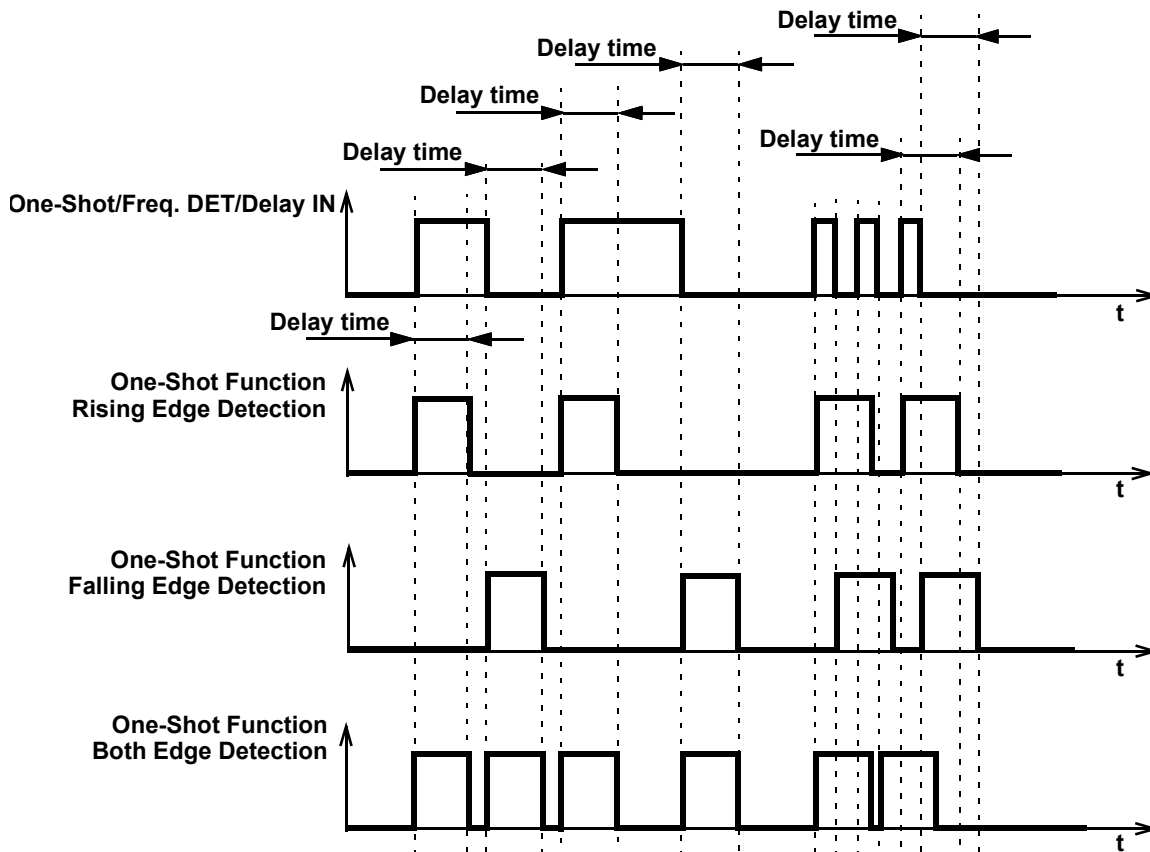 Delay time
Delay time
Delay time
Delay time
Delay time
One-Shot/Freq. DET/Delay IN
t
Delay time
One-Shot Function
Rising Edge Detection
t
One-Shot Function
Falling Edge Detection
t
One-Shot Function
Both Edge Detection
t